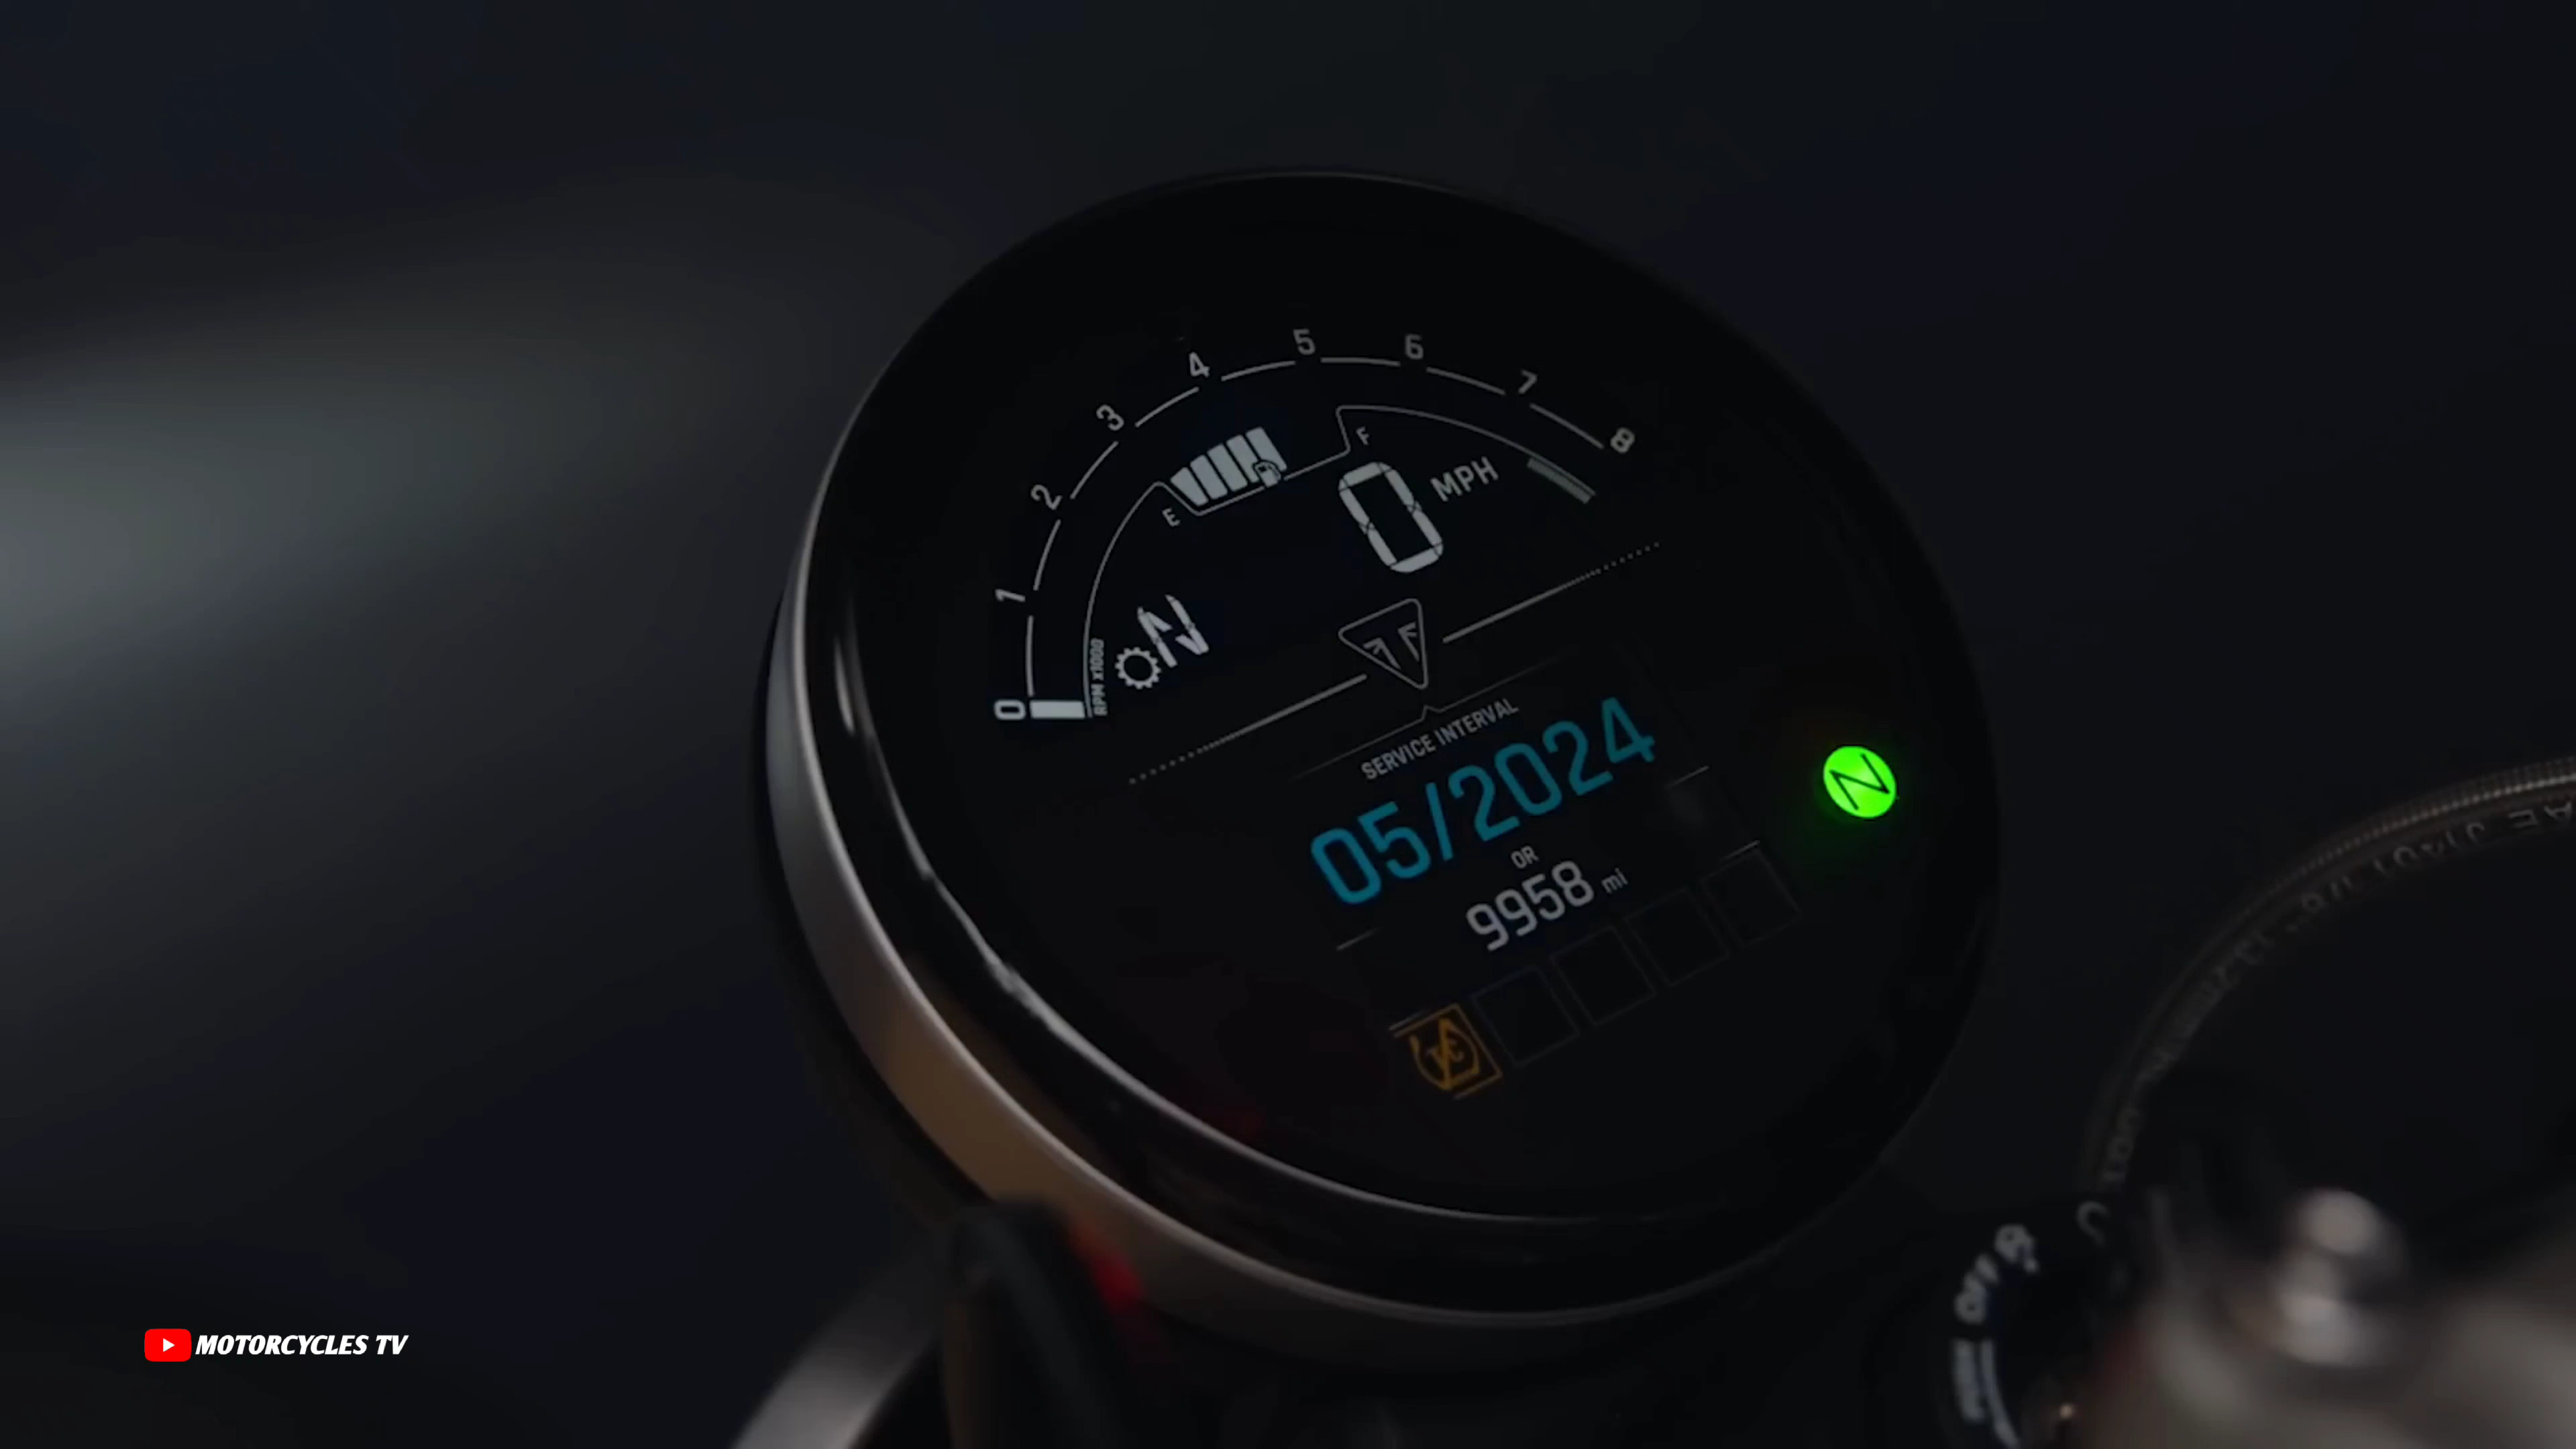 0 1 2 3 4 5 6 7 8
E F
0 MPH
N
RPM x1000
SERVICE INTERVAL
05/2024
OR
9958 mi
N
MOTORCYCLES TV